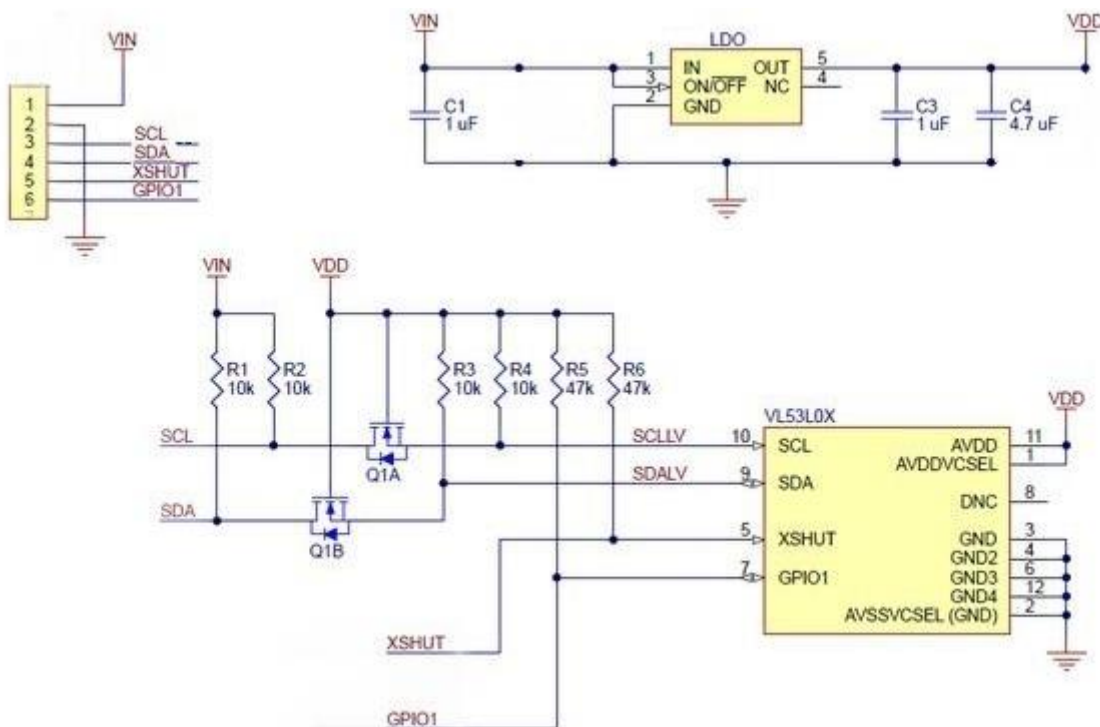 VIN
1
2
3
4
5
6
SCL
SDA
XSHUT
GPIO1
VIN
LDO
VDD
1 IN OUT 5
3 ON/OFF NC 4
2 GND
C1
1 uF
C3
1 uF
C4
4.7 uF
VIN
VDD
R1
10k
R2
10k
R3
10k
R4
10k
R5
47k
R6
47k
SCL
Q1A
SCLLV
SDALV
SDA
Q1B
XSHUT
GPIO1
VL53L0X
VDD
10 SCL
9 SDA
5 XSHUT
7 GPIO1
AVDD 11
AVDDVCSEL 1
DNC 8
GND 3
GND2 4
GND3 6
GND4 12
AVSSVCSEL (GND) 2